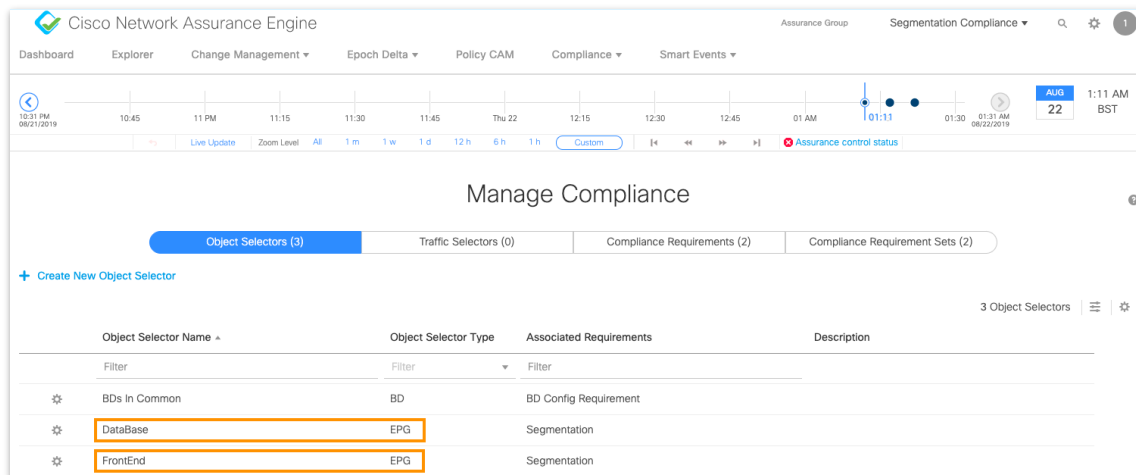 Cisco Network Assurance Engine Assurance Group Segmentation Compliance 1
Dashboard Explorer Change Management Epoch Delta Policy CAM Compliance Smart Events
10:31 PM 08/21/2019 10:45 11 PM 11:15 11:30 11:45 Thu 22 12:15 12:30 12:45 01 AM 01:11 01:30 01:31 AM 08/22/2019 AUG 22 1:11 AM BST
Live Update Zoom Level All 1 m 1 w 1 d 12 h 6 h 1 h Custom Assurance control status
Manage Compliance
Object Selectors (3) Traffic Selectors (0) Compliance Requirements (2) Compliance Requirement Sets (2)
+ Create New Object Selector
3 Object Selectors
Object Selector Name Object Selector Type Associated Requirements Description
Filter Filter Filter
BDs In Common BD BD Config Requirement
DataBase EPG Segmentation
FrontEnd EPG Segmentation